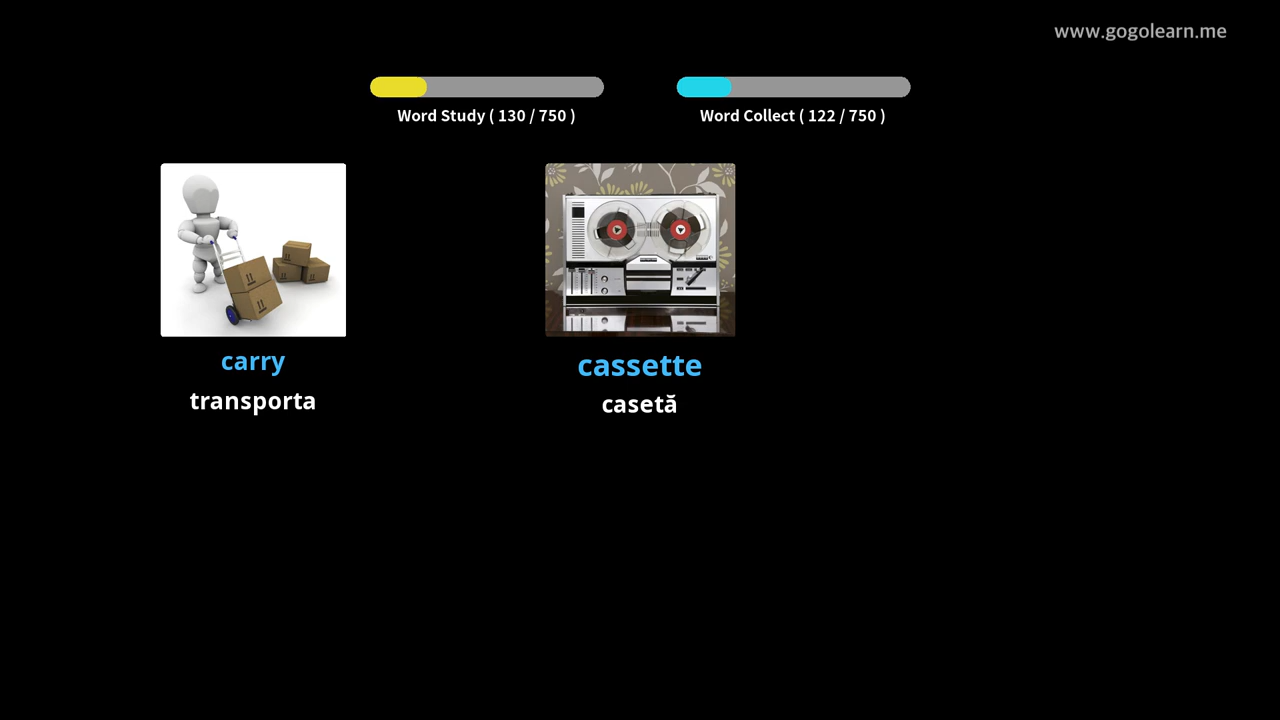 www.gogolearn.me
Word Study ( 130 / 750 )
Word Collect ( 122 / 750 )
carry
transporta
cassette
casetă